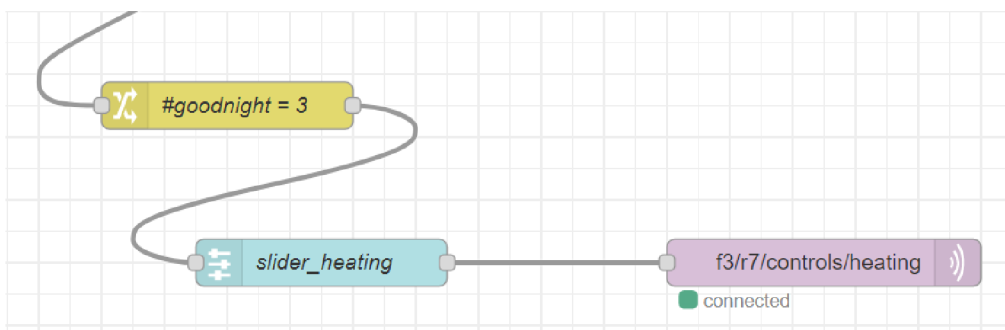 #goodnight = 3
slider_heating
f3/r7/controls/heating
connected